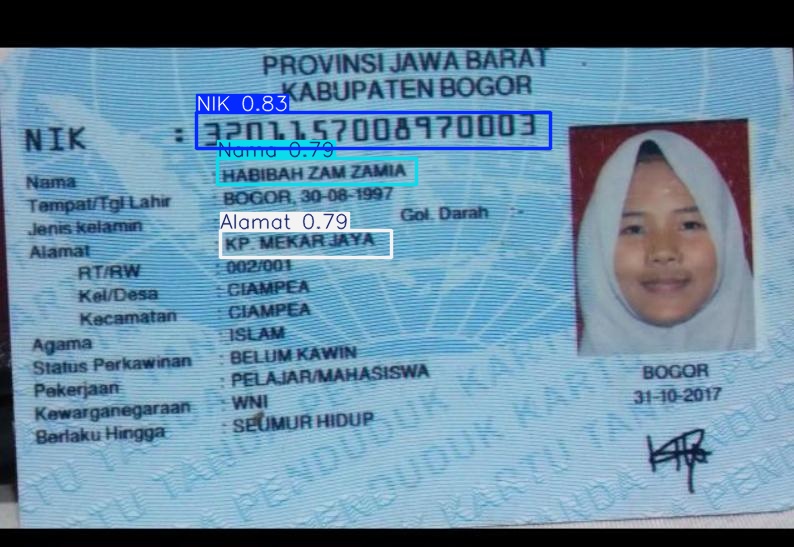 PROVINSI JAWA BARAT
KABUPATEN BOGOR
NIK 0.83
NIK : 3201157008970003
Nama 0.79
Nama : HABIBAH ZAM ZAMIA
Tempat/Tgl Lahir : BOGOR, 30-08-1997
Jenis kelamin Gol. Darah : -
Alamat 0.79
Alamat : KP. MEKAR JAYA
RT/RW : 002/001
Kel/Desa : CIAMPEA
Kecamatan : CIAMPEA
Agama : ISLAM
Status Perkawinan : BELUM KAWIN
Pekerjaan : PELAJAR/MAHASISWA
Kewarganegaraan : WNI
Berlaku Hingga : SEUMUR HIDUP
BOGOR
31-10-2017